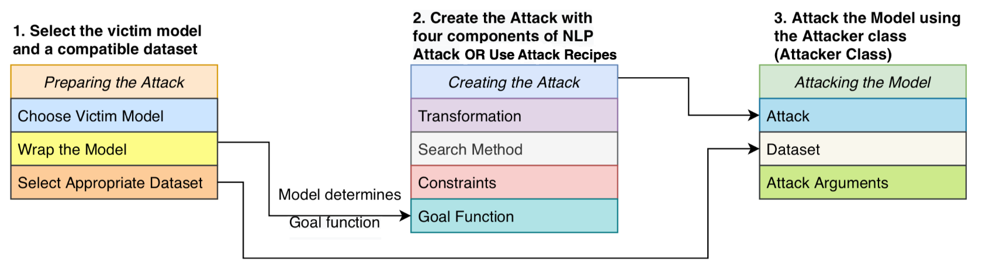 1. Select the victim model
and a compatible dataset
Preparing the Attack
Choose Victim Model
Wrap the Model
Select Appropriate Dataset
Model determines
Goal function
2. Create the Attack with
four components of NLP
Attack OR Use Attack Recipes
Creating the Attack
Transformation
Search Method
Constraints
Goal Function
3. Attack the Model using
the Attacker class
(Attacker Class)
Attacking the Model
Attack
Dataset
Attack Arguments